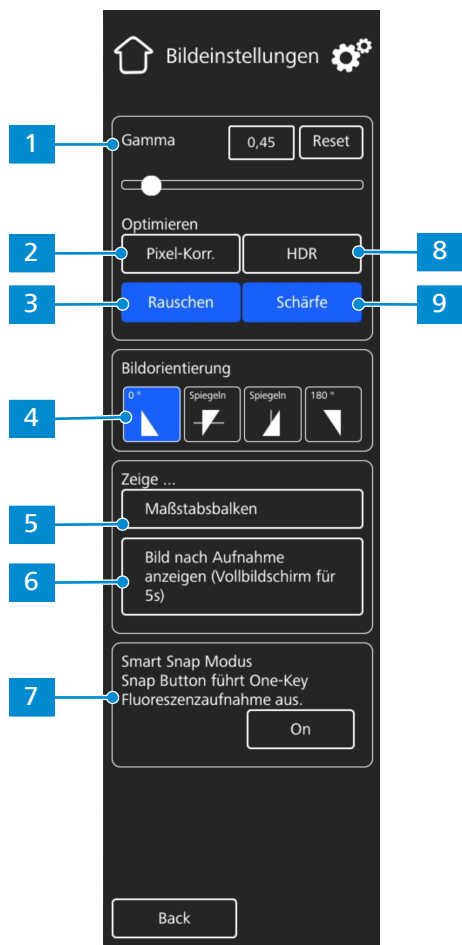 Bildeinstellungen
1
Gamma
0,45
Reset
Optimieren
2
Pixel-Korr.
HDR
8
3
Rauschen
Schärfe
9
Bildorientierung
4
0 °
Spiegeln
Spiegeln
180 °
Zeige ...
5
Maßstabsbalken
6
Bild nach Aufnahme
anzeigen (Vollbildschirm für
5s)
7
Smart Snap Modus
Snap Button führt One-Key
Fluoreszenzaufnahme aus.
On
Back